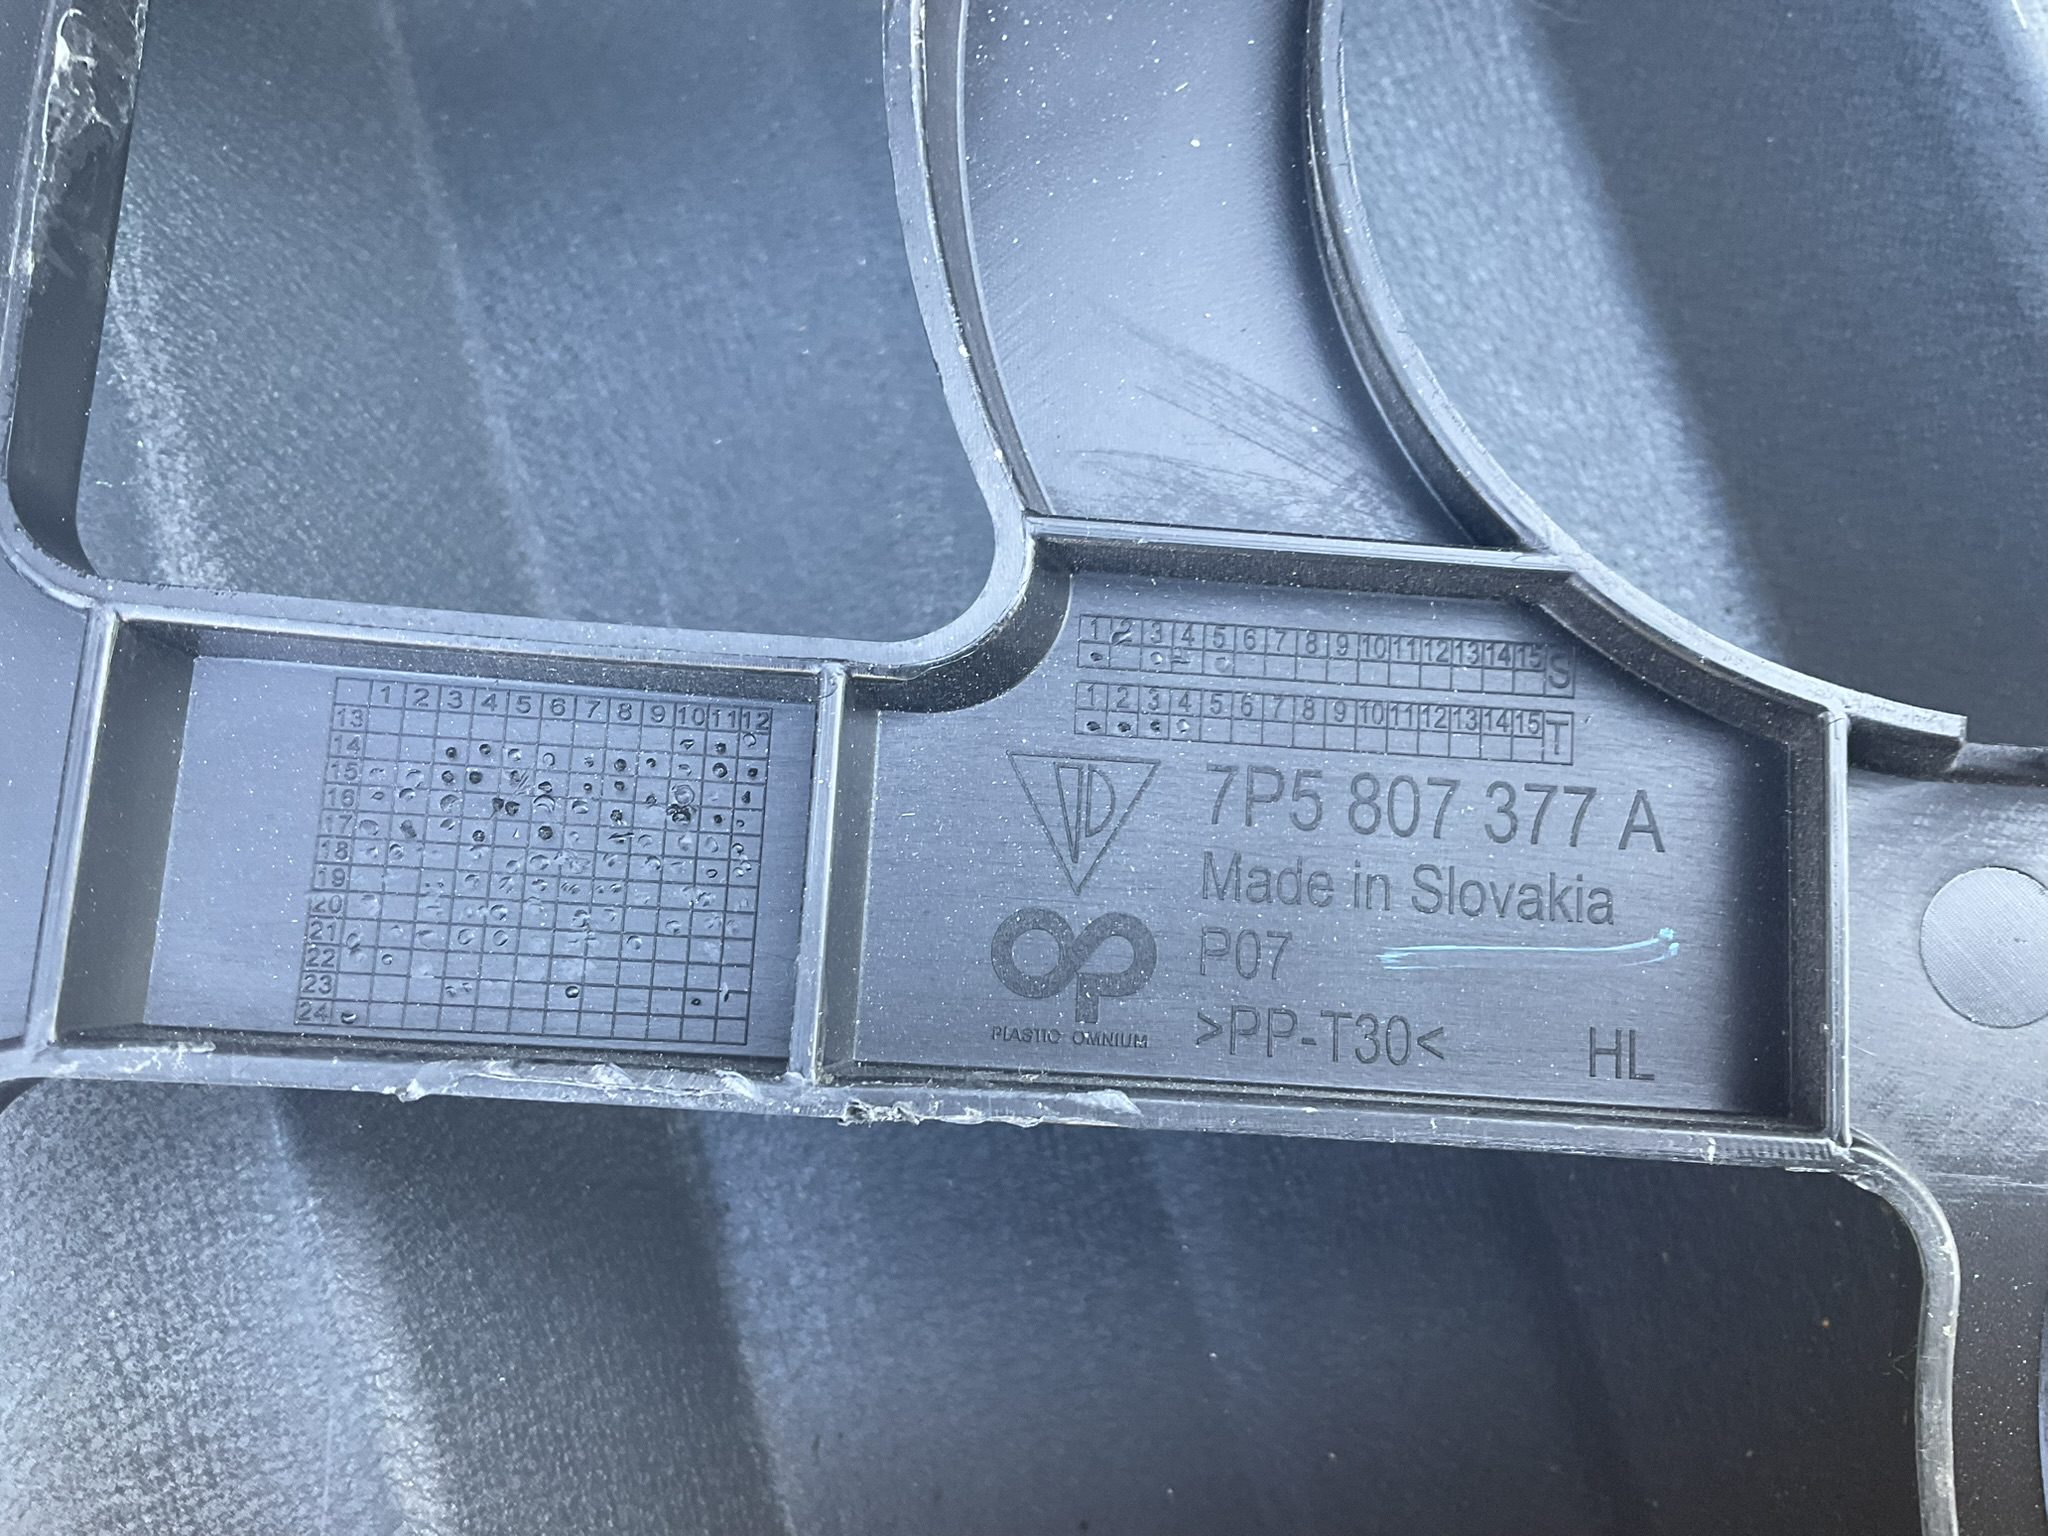 1 2 3 4 5 6 7 8 9 10 11 12
13
14
15
16
17
18
19
20
21
22
23
24
1 2 3 4 5 6 7 8 9 10 11 12 13 14 15 S
1 2 3 4 5 6 7 8 9 10 11 12 13 14 15 T
7P5 807 377 A
Made in Slovakia
P07
PLASTIC OMNIUM
>PP-T30<
HL